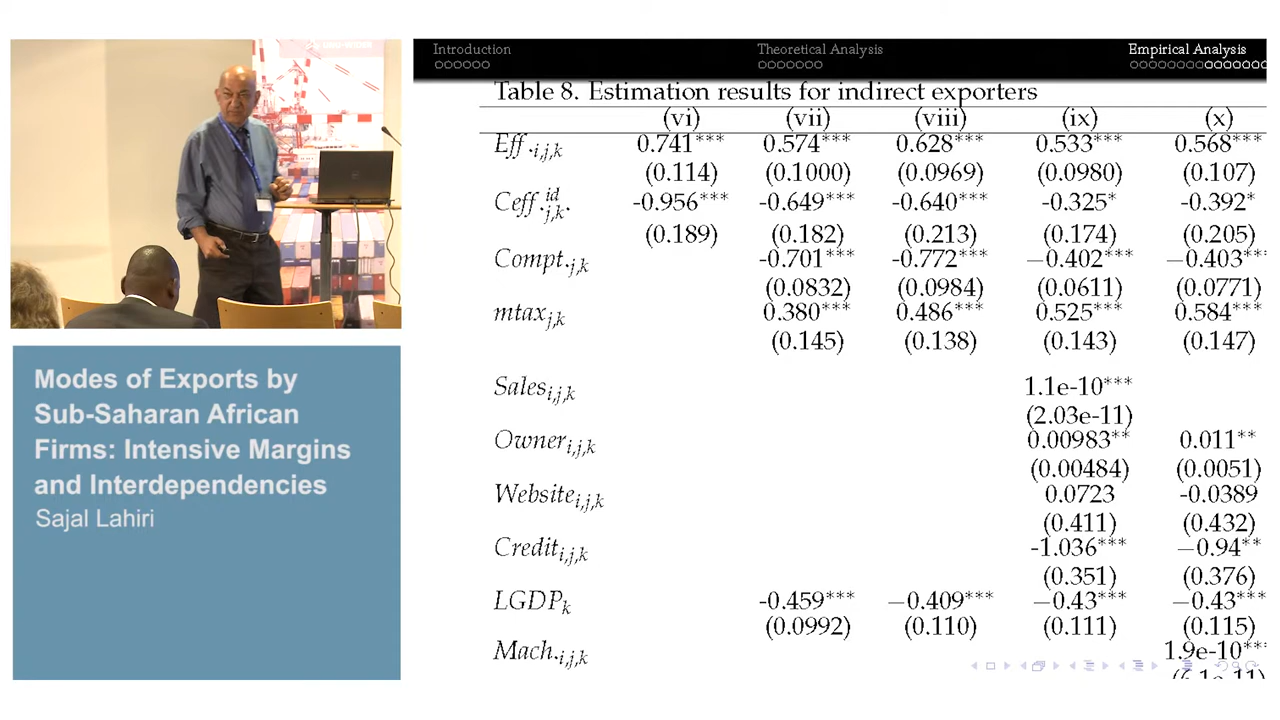 Introduction Theoretical Analysis Empirical Analysis
Table 8. Estimation results for indirect exporters
(vi) (vii) (viii) (ix) (x)
Eff.i,j,k 0.741*** 0.574*** 0.628*** 0.533*** 0.568***
(0.114) (0.1000) (0.0969) (0.0980) (0.107)
Ceff.id j,k. -0.956*** -0.649*** -0.640*** -0.325* -0.392*
(0.189) (0.182) (0.213) (0.174) (0.205)
Compt.j,k -0.701*** -0.772*** −0.402*** −0.403***
(0.0832) (0.0984) (0.0611) (0.0771)
mtaxj,k 0.380*** 0.486*** 0.525*** 0.584***
(0.145) (0.138) (0.143) (0.147)
Salesi,j,k 1.1e-10***
(2.03e-11)
Owneri,j,k 0.00983** 0.011**
(0.00484) (0.0051)
Websitei,j,k 0.0723 -0.0389
(0.411) (0.432)
Crediti,j,k -1.036*** −0.94**
(0.351) (0.376)
LGDPk -0.459*** −0.409*** −0.43*** −0.43***
(0.0992) (0.110) (0.111) (0.115)
Mach.i,j,k 1.9e-10***
Modes of Exports by
Sub-Saharan African
Firms: Intensive Margins
and Interdependencies
Sajal Lahiri